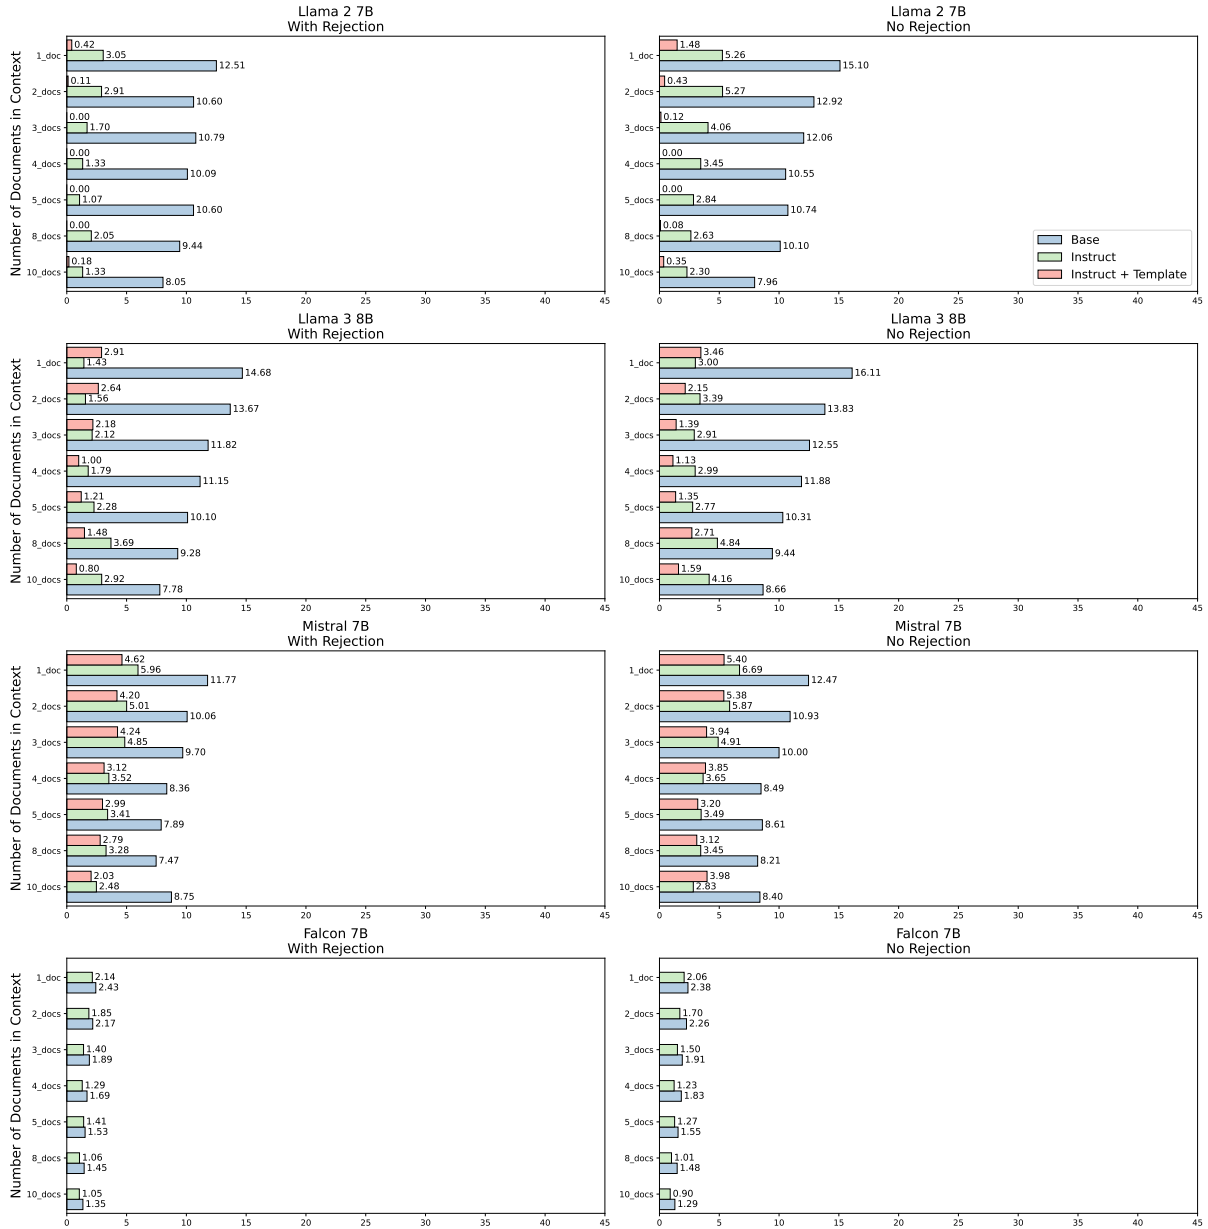 Llama 2 7B
With Rejection
Number of Documents in Context
1_doc
0.42
3.05
12.51
2_docs
0.11
2.91
10.60
3_docs
0.00
1.70
10.79
4_docs
0.00
1.33
10.09
5_docs
0.00
1.07
10.60
8_docs
0.00
2.05
9.44
10_docs
0.18
1.33
8.05
0 5 10 15 20 25 30 35 40 45
Llama 2 7B
No Rejection
1_doc
1.48
5.26
15.10
2_docs
0.43
5.27
12.92
3_docs
0.12
4.06
12.06
4_docs
0.00
3.45
10.55
5_docs
0.00
2.84
10.74
8_docs
0.08
2.63
10.10
10_docs
0.35
2.30
7.96
Base
Instruct
Instruct + Template
0 5 10 15 20 25 30 35 40 45
Llama 3 8B
With Rejection
Number of Documents in Context
1_doc
2.91
1.43
14.68
2_docs
2.64
1.56
13.67
3_docs
2.18
2.12
11.82
4_docs
1.00
1.79
11.15
5_docs
1.21
2.28
10.10
8_docs
1.48
3.69
9.28
10_docs
0.80
2.92
7.78
0 5 10 15 20 25 30 35 40 45
Llama 3 8B
No Rejection
1_doc
3.46
3.00
16.11
2_docs
2.15
3.39
13.83
3_docs
1.39
2.91
12.55
4_docs
1.13
2.99
11.88
5_docs
1.35
2.77
10.31
8_docs
2.71
4.84
9.44
10_docs
1.59
4.16
8.66
0 5 10 15 20 25 30 35 40 45
Mistral 7B
With Rejection
Number of Documents in Context
1_doc
4.62
5.96
11.77
2_docs
4.20
5.01
10.06
3_docs
4.24
4.85
9.70
4_docs
3.12
3.52
8.36
5_docs
2.99
3.41
7.89
8_docs
2.79
3.28
7.47
10_docs
2.03
2.48
8.75
0 5 10 15 20 25 30 35 40 45
Mistral 7B
No Rejection
1_doc
5.40
6.69
12.47
2_docs
5.38
5.87
10.93
3_docs
3.94
4.91
10.00
4_docs
3.85
3.65
8.49
5_docs
3.20
3.49
8.61
8_docs
3.12
3.45
8.21
10_docs
3.98
2.83
8.40
0 5 10 15 20 25 30 35 40 45
Falcon 7B
With Rejection
Number of Documents in Context
1_doc
2.14
2.43
2_docs
1.85
2.17
3_docs
1.40
1.89
4_docs
1.29
1.69
5_docs
1.41
1.53
8_docs
1.06
1.45
10_docs
1.05
1.35
0 5 10 15 20 25 30 35 40 45
Falcon 7B
No Rejection
1_doc
2.06
2.38
2_docs
1.70
2.26
3_docs
1.50
1.91
4_docs
1.23
1.83
5_docs
1.27
1.55
8_docs
1.01
1.48
10_docs
0.90
1.29
0 5 10 15 20 25 30 35 40 45